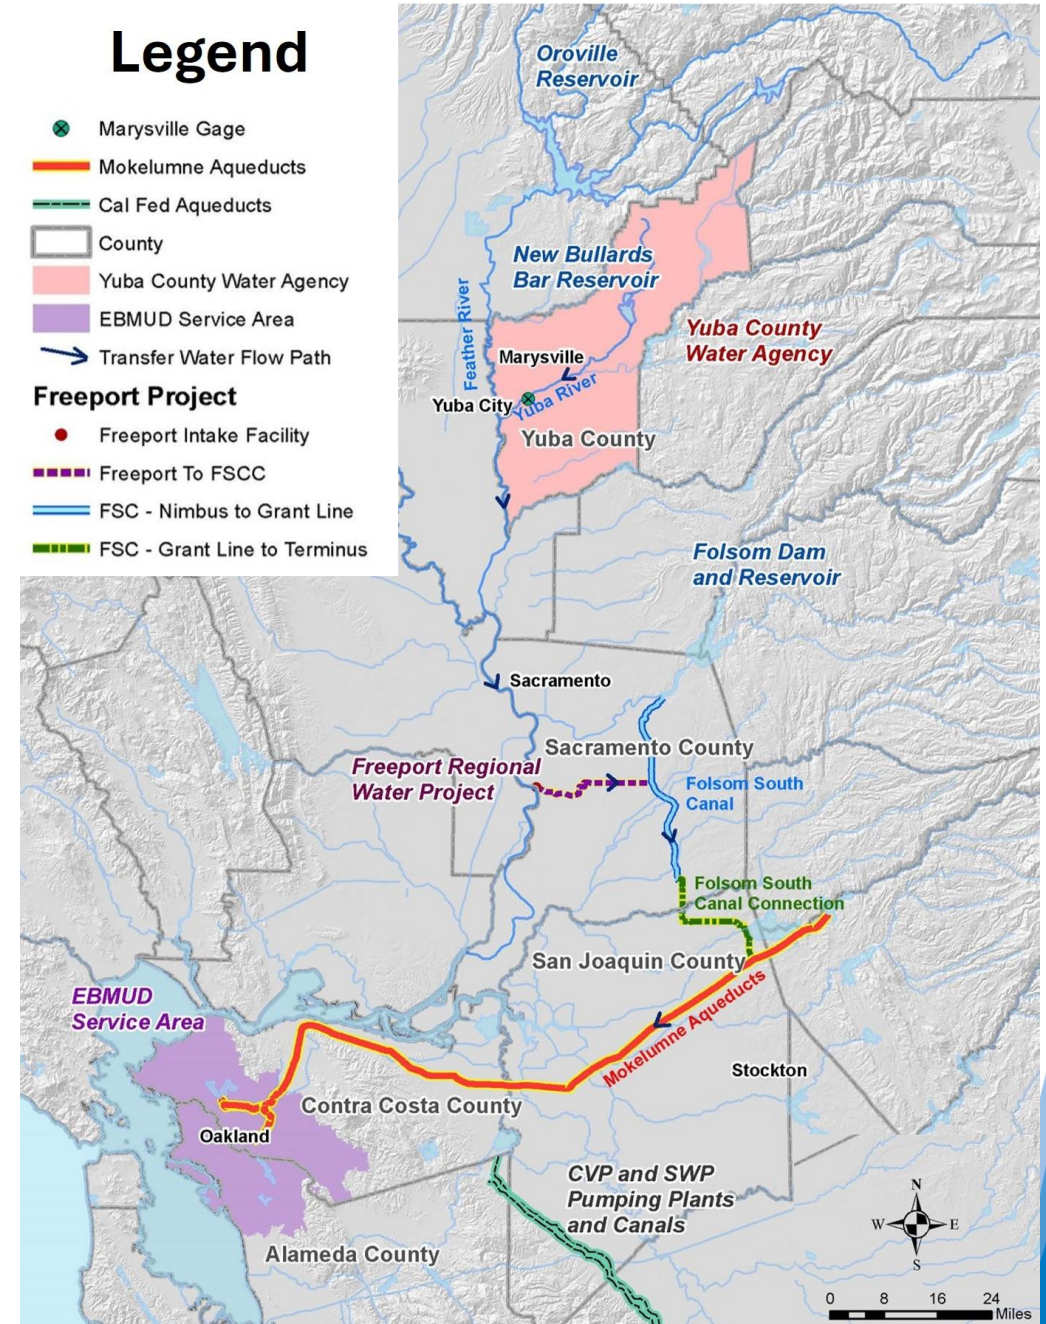 Legend
Marysville Gage
Mokelumne Aqueducts
Cal Fed Aqueducts
County
Yuba County Water Agency
EBMUD Service Area
Transfer Water Flow Path
Freeport Project
Freeport Intake Facility
Freeport To FSCC
FSC - Nimbus to Grant Line
FSC - Grant Line to Terminus
Oroville
Reservoir
New Bullards
Bar Reservoir
Feather River
Yuba County
Water Agency
Marysville
Yuba City
Yuba River
Yuba County
Folsom Dam
and Reservoir
Sacramento
Sacramento County
Freeport Regional
Water Project
Folsom South
Canal
Folsom South
Canal Connection
San Joaquin County
Mokelumne Aqueducts
EBMUD
Service Area
Stockton
Contra Costa County
Oakland
CVP and SWP
Pumping Plants
and Canals
Alameda County
N
W
E
S
0 8 16 24
Miles